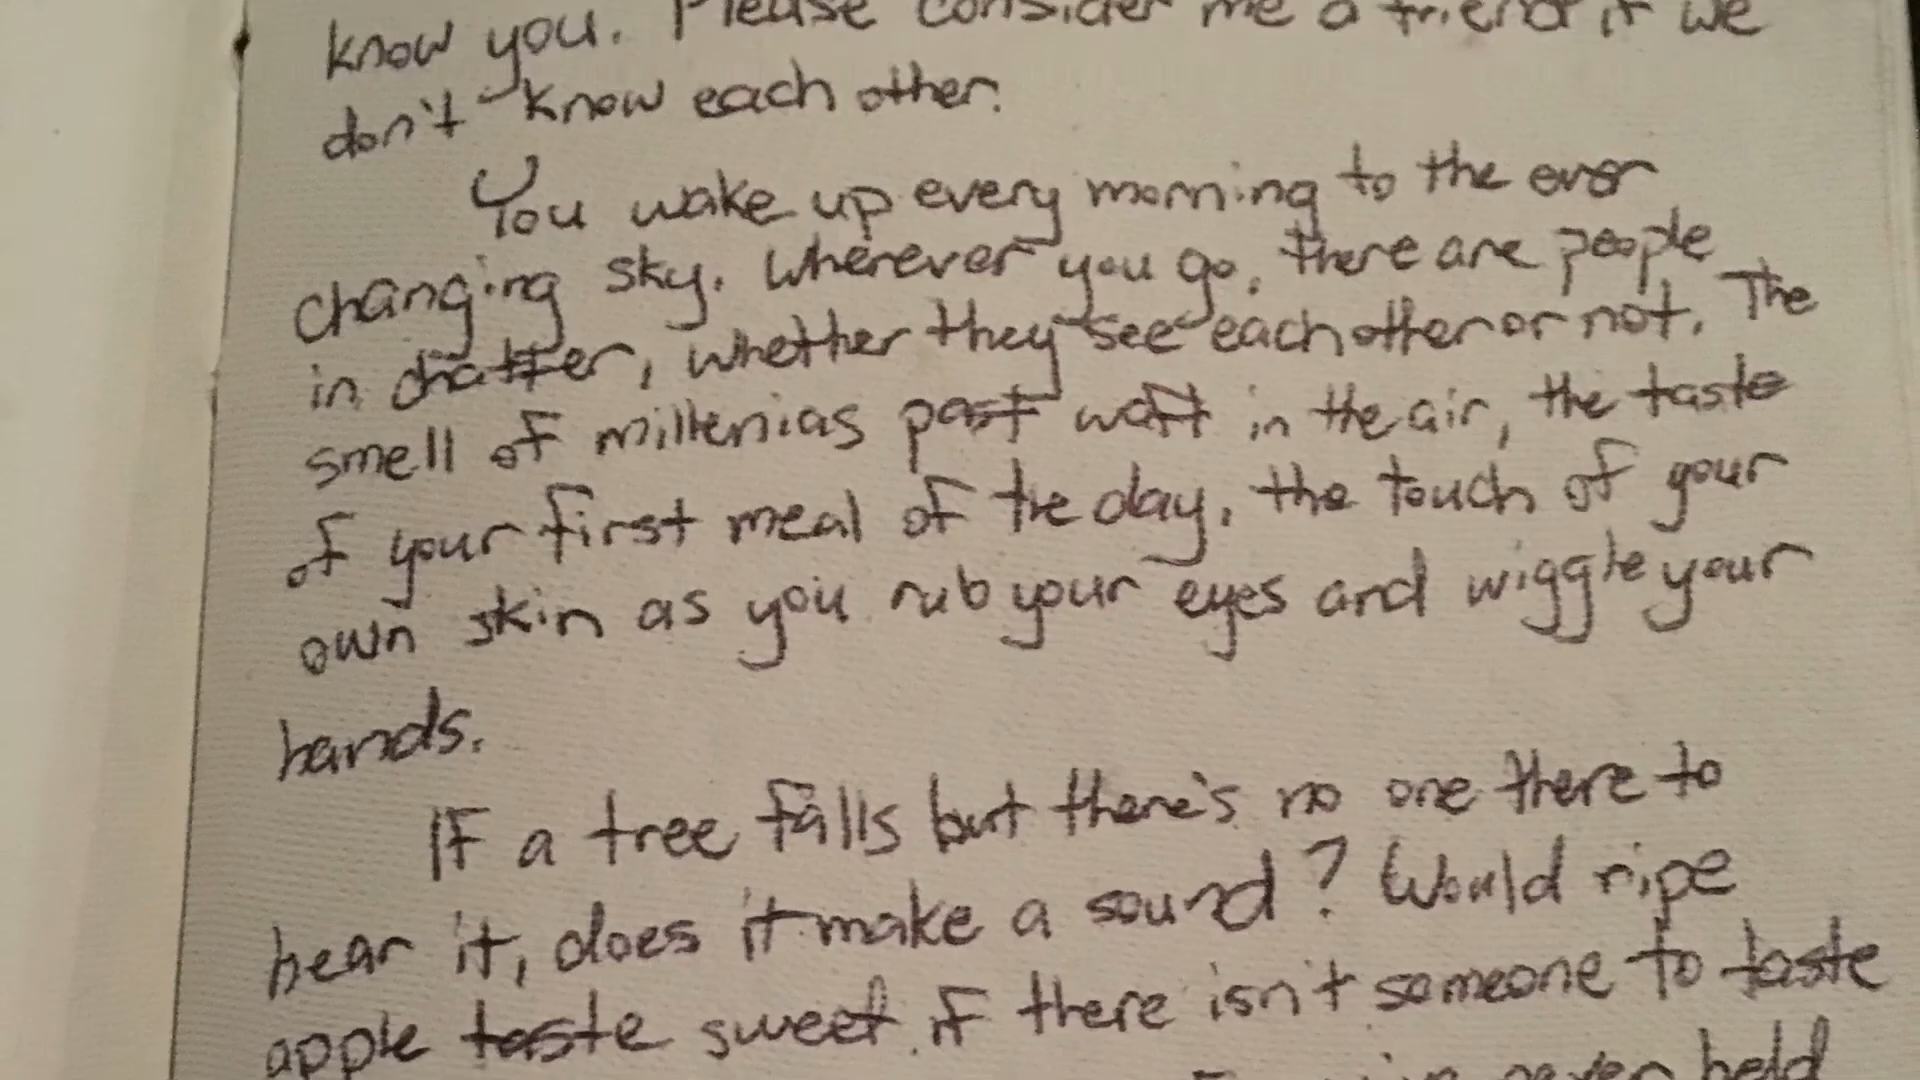 know you. Please consider me a friend if we
don't know each other.
You wake up every morning to the ever
changing sky. Wherever you go, there are people
in chatter, whether they see each other or not. The
smell of millenias past waft in the air, the taste
of your first meal of the day, the touch of your
own skin as you rub your eyes and wiggle your
hands.
If a tree falls but there's no one there to
hear it, does it make a sound? Would ripe
apple taste sweet if there isn't someone to taste
never held